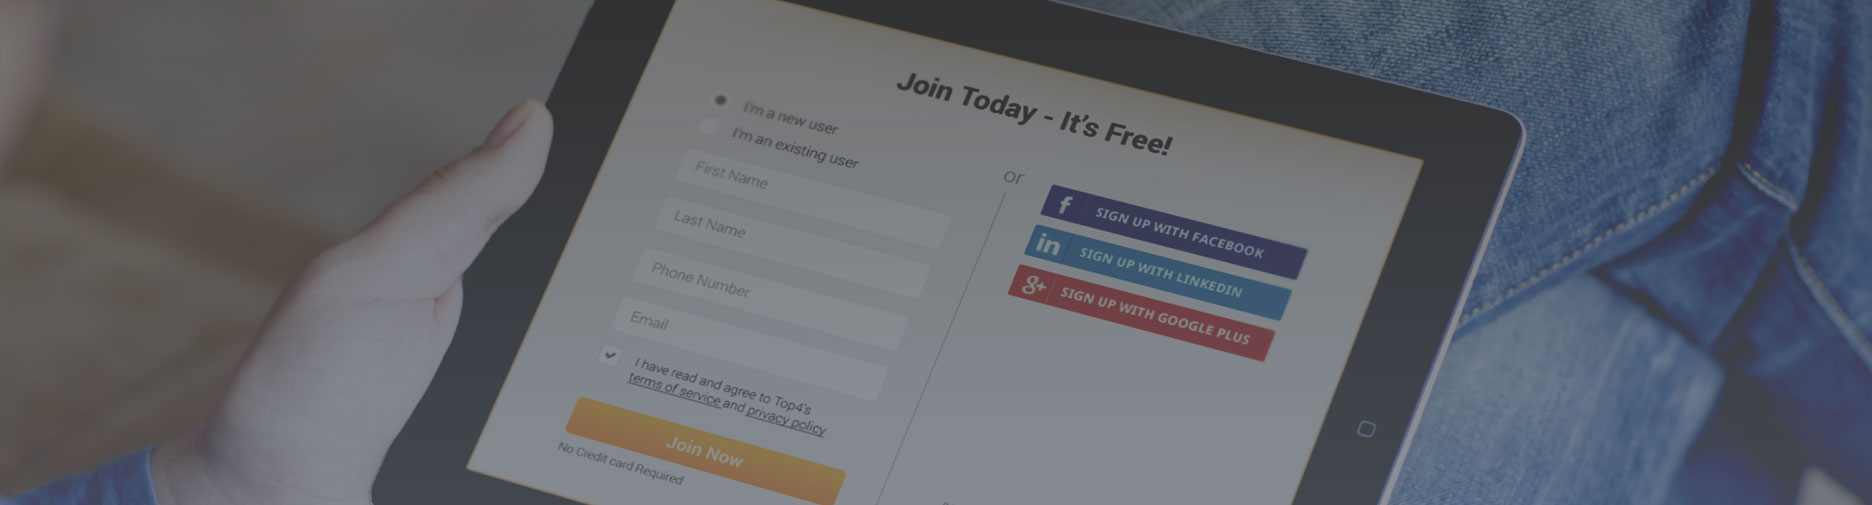 Join Today - It's Free!
I'm a new user
I'm an existing user
First Name
Last Name
Phone Number
Email
I have read and agree to Top4's
terms of service and privacy policy
Join Now
No Credit card Required
or
f SIGN UP WITH FACEBOOK
in SIGN UP WITH LINKEDIN
g+ SIGN UP WITH GOOGLE PLUS